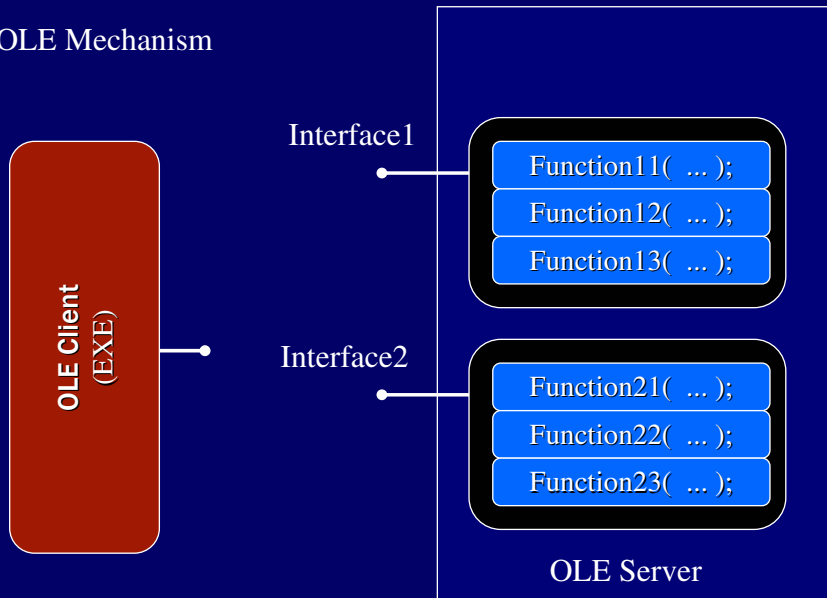 OLE Mechanism
Interface1
Function11( ... );
Function12( ... );
Function13( ... );
OLE Client
(EXE)
Interface2
Function21( ... );
Function22( ... );
Function23( ... );
OLE Server